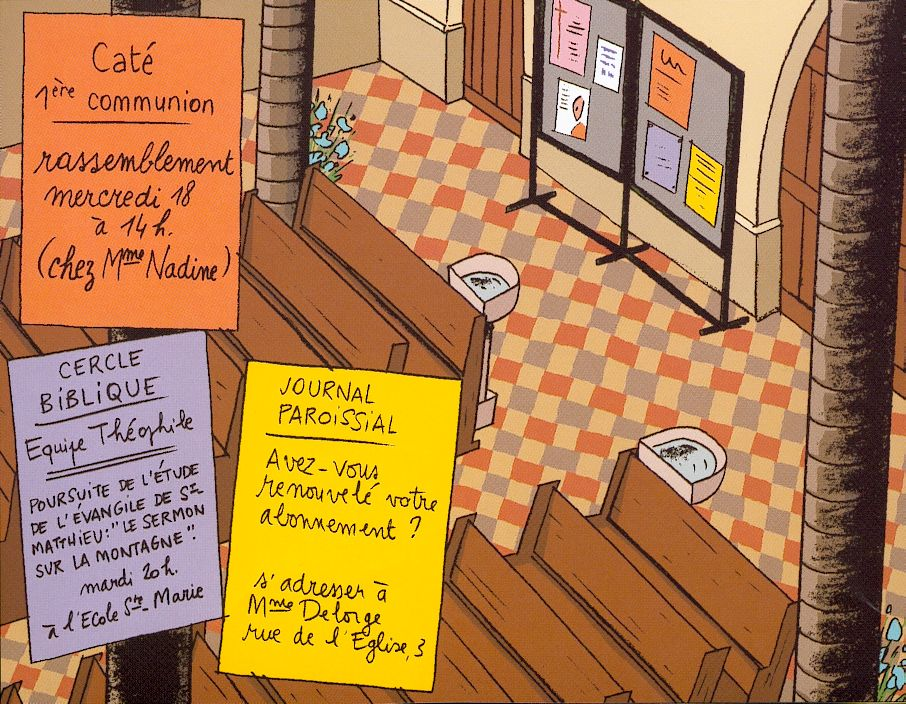 Caté
1ère communion
rassemblement
mercredi 18
à 14h.
(chez Mme Nadine)
CERCLE
BIBLIQUE
Equipe Théophile
POURSUITE DE L'ÉTUDE
DE L'ÉVANGILE DE St.
MATTHIEU: "LE SERMON
SUR LA MONTAGNE".
mardi 20h.
à l'Ecole Ste-Marie
JOURNAL
PAROISSIAL
Avez-vous
renouvelé votre
abonnement ?
s'adresser à
Mme Delorge
rue de l'Eglise, 3